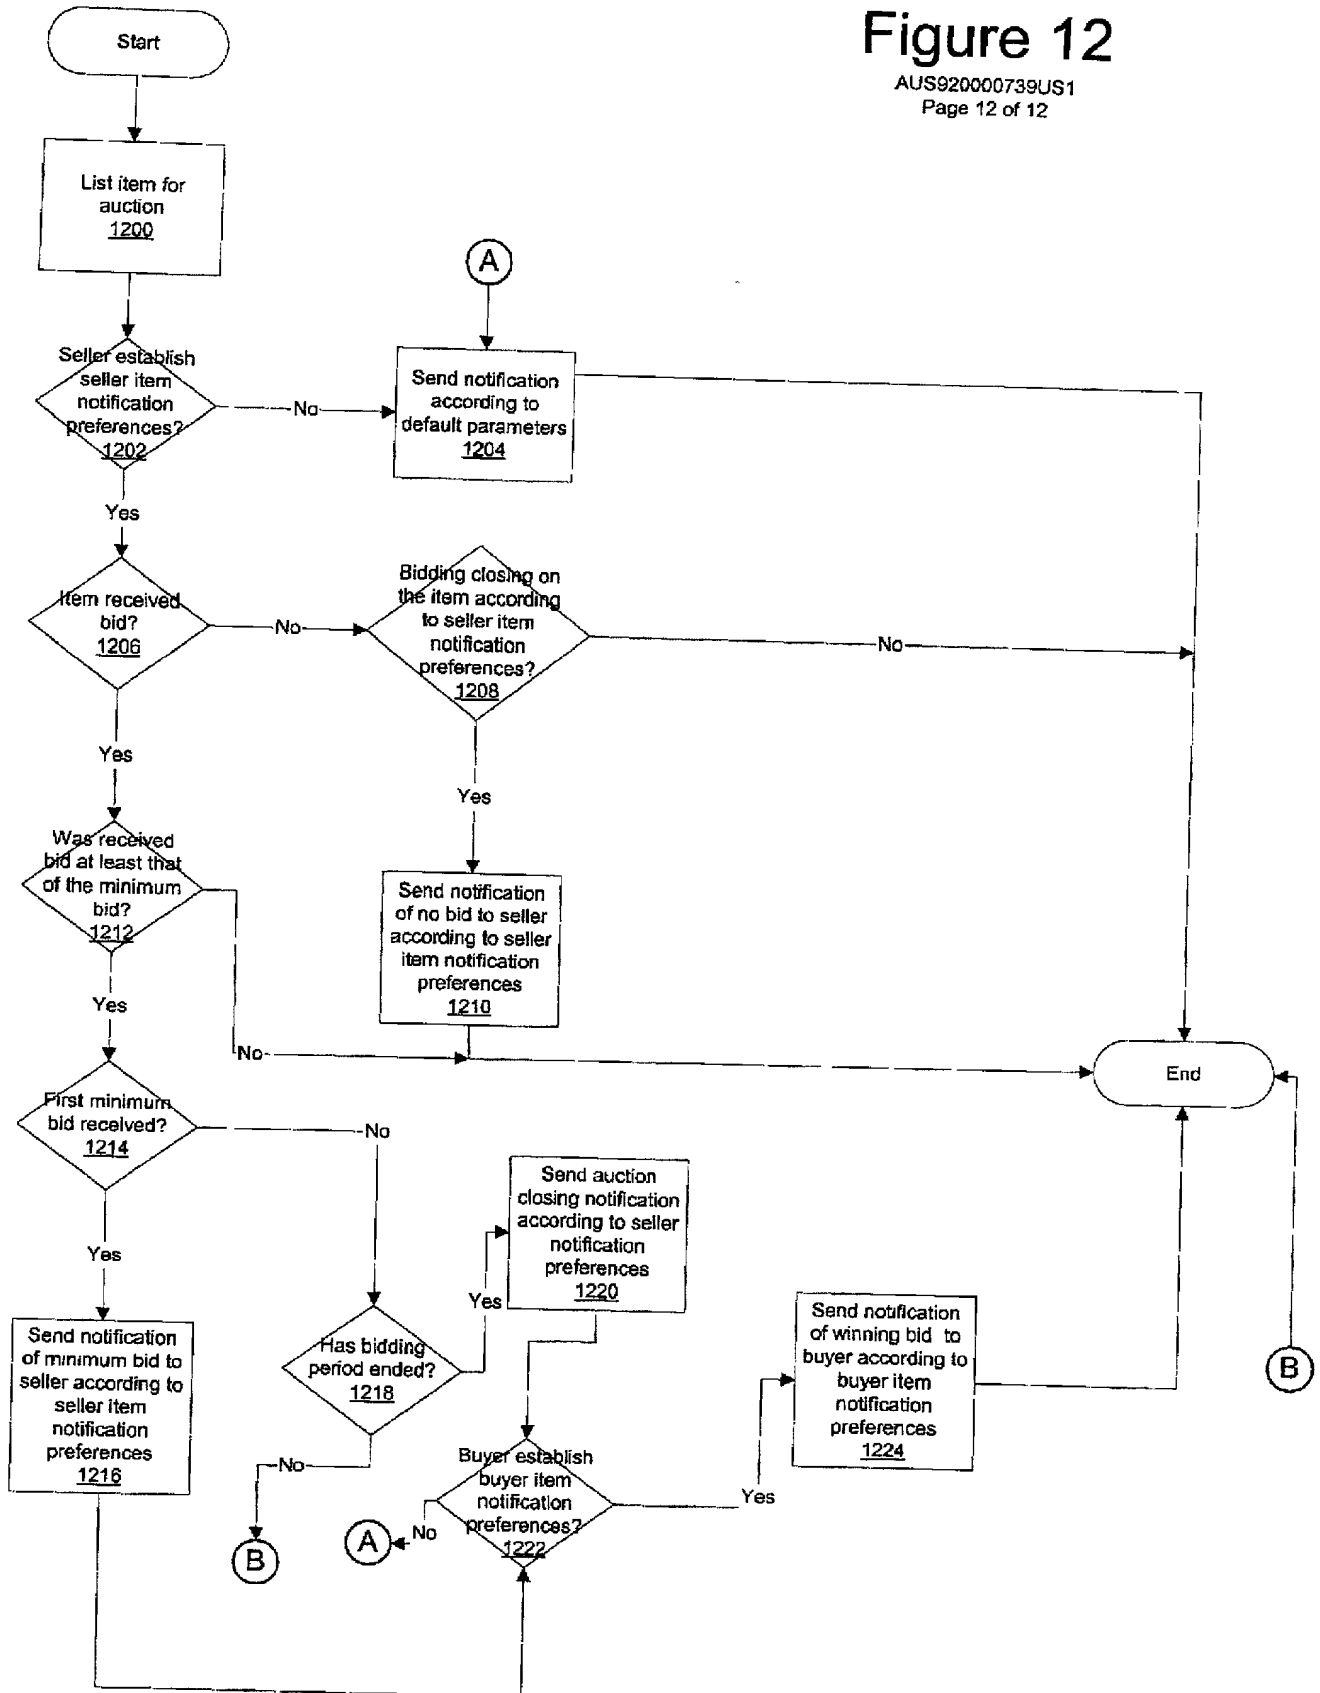 Figure 12
AUS920000739US1
Page 12 of 12
Start
List item for
auction
1200
A
Seller establish
seller item
notification
preferences?
1202
No
Send notification
according to
default parameters
1204
Yes
Item received
bid?
1206
No
Bidding closing on
the item according
to seller item
notification
preferences?
1208
No
Yes
Yes
Was received
bid at least that
of the minimum
bid?
1212
Send notification
of no bid to seller
according to seller
item notification
preferences
1210
Yes
No
End
First minimum
bid received?
1214
No
Send auction
closing notification
according to seller
notification
preferences
1220
Yes
Yes
Send notification
of minimum bid to
seller according to
seller item
notification
preferences
1216
Has bidding
period ended?
1218
Send notification
of winning bid to
buyer according to
buyer item
notification
preferences
1224
B
No
Buyer establish
buyer item
notification
preferences?
1222
Yes
No
A
B